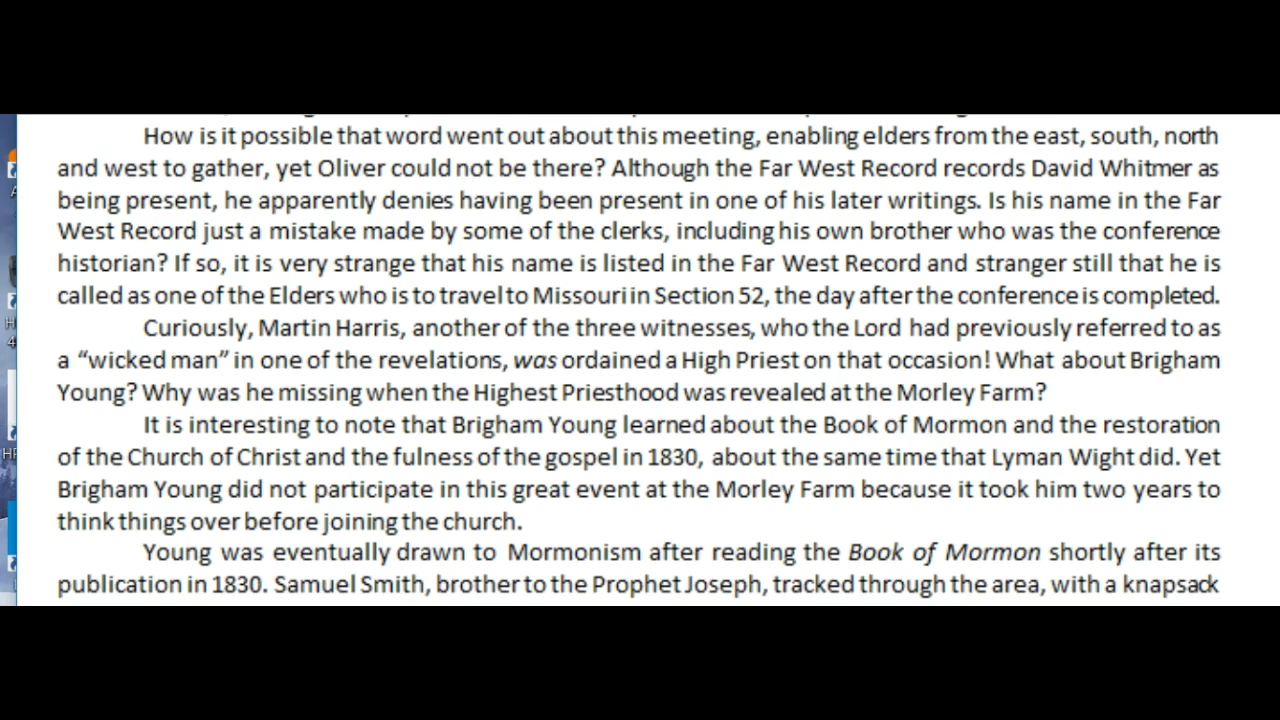 How is it possible that word went out about this meeting, enabling elders from the east, south, north
and west to gather, yet Oliver could not be there? Although the Far West Record records David Whitmer as
being present, he apparently denies having been present in one of his later writings. Is his name in the Far
West Record just a mistake made by some of the clerks, including his own brother who was the conference
historian? If so, it is very strange that his name is listed in the Far West Record and stranger still that he is
called as one of the Elders who is to travel to Missouri in Section 52, the day after the conference is completed.
Curiously, Martin Harris, another of the three witnesses, who the Lord had previously referred to as
a “wicked man” in one of the revelations, was ordained a High Priest on that occasion! What about Brigham
Young? Why was he missing when the Highest Priesthood was revealed at the Morley Farm?
It is interesting to note that Brigham Young learned about the Book of Mormon and the restoration
of the Church of Christ and the fulness of the gospel in 1830, about the same time that Lyman Wight did. Yet
Brigham Young did not participate in this great event at the Morley Farm because it took him two years to
think things over before joining the church.
Young was eventually drawn to Mormonism after reading the Book of Mormon shortly after its
publication in 1830. Samuel Smith, brother to the Prophet Joseph, tracked through the area, with a knapsack